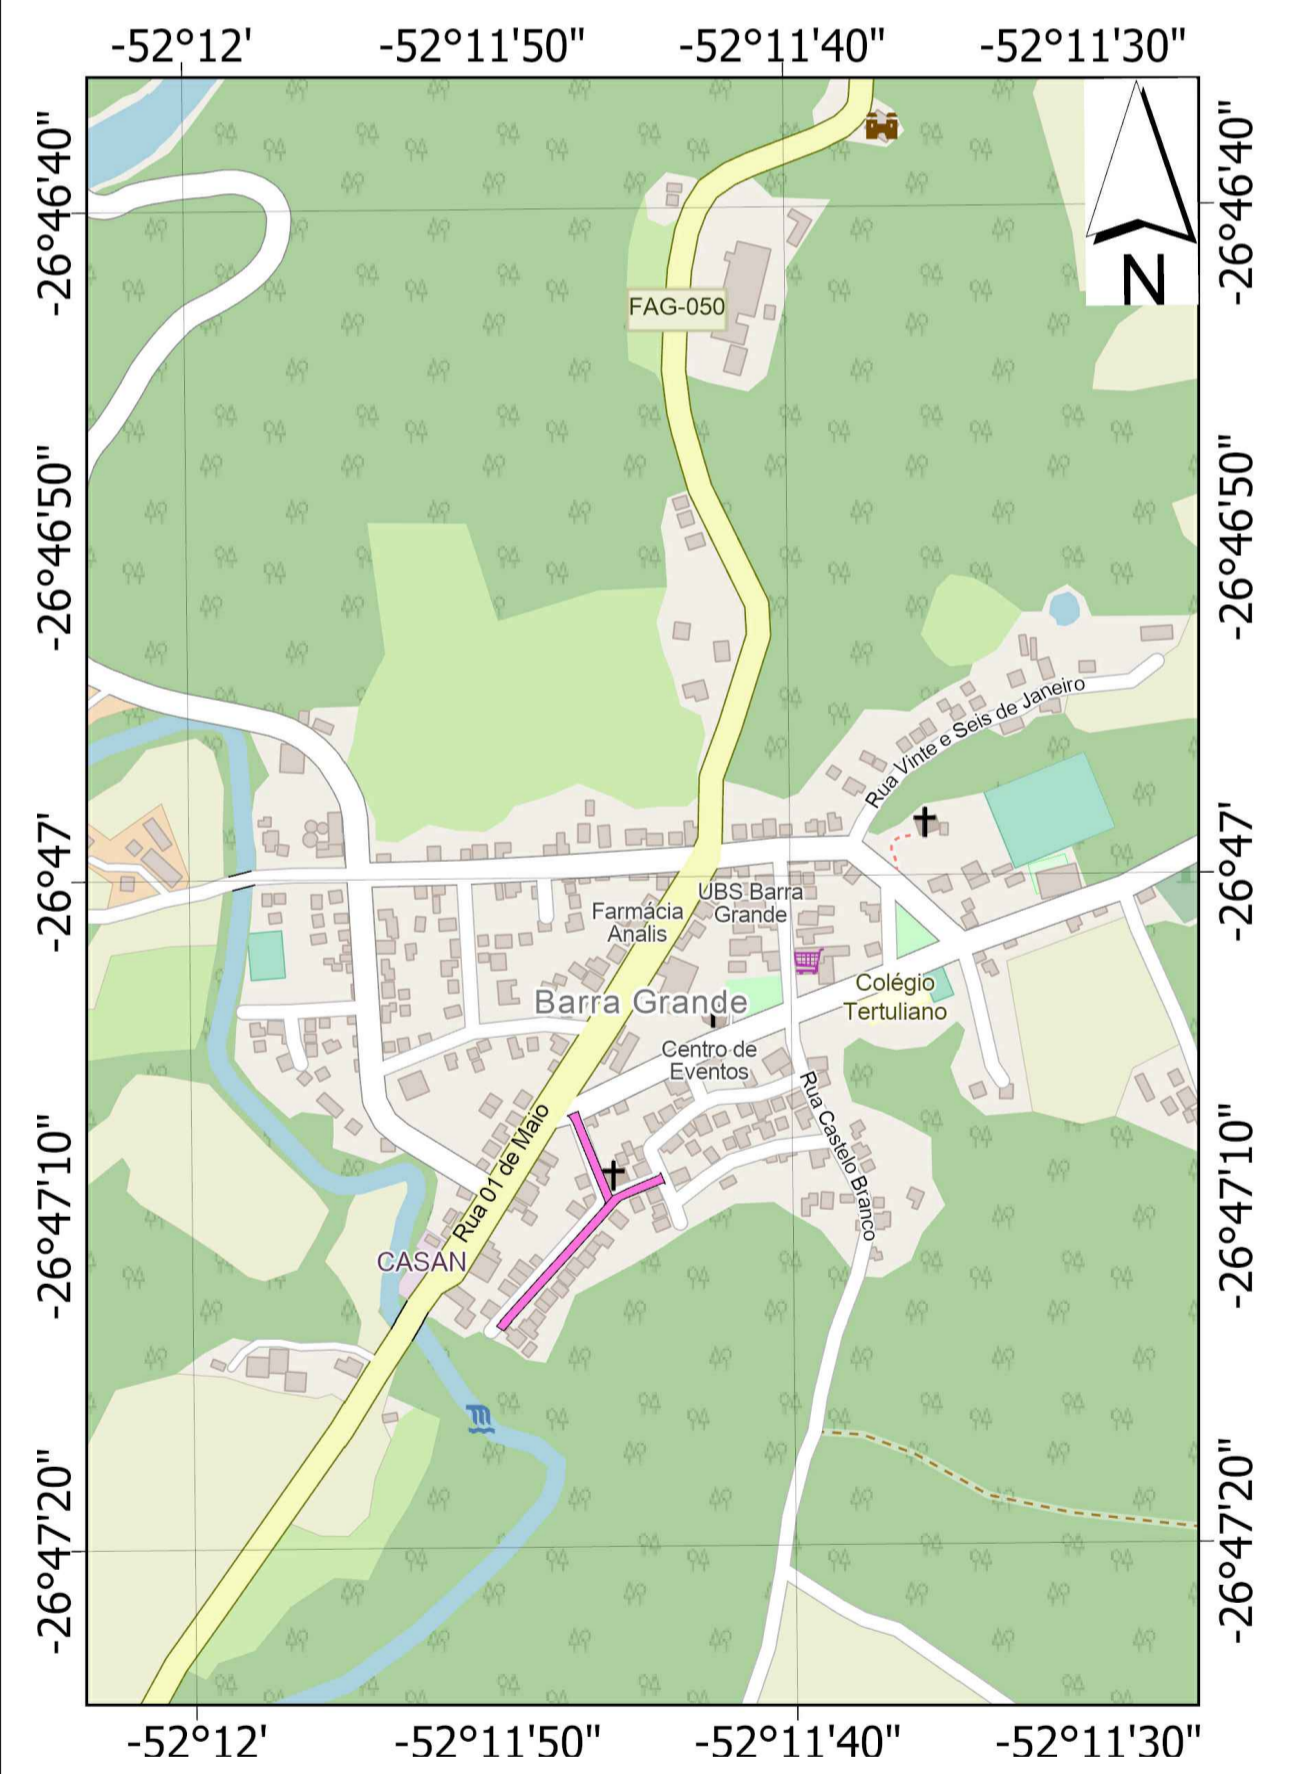 -52°12' -52°11'50" -52°11'40" -52°11'30"
-26°46'40"
-26°46'40"
N
FAG-050
-26°46'50"
-26°46'50"
Rua Vinte e Seis de Janeiro
-26°47'
-26°47'
UBS Barra
Grande
Farmácia
Analis
Colégio
Tertuliano
Barra Grande
Centro de
Eventos
Rua 01 de Maio
Rua Castelo Branco
-26°47'10"
-26°47'10"
CASAN
-26°47'20"
-26°47'20"
-52°12' -52°11'50" -52°11'40" -52°11'30"